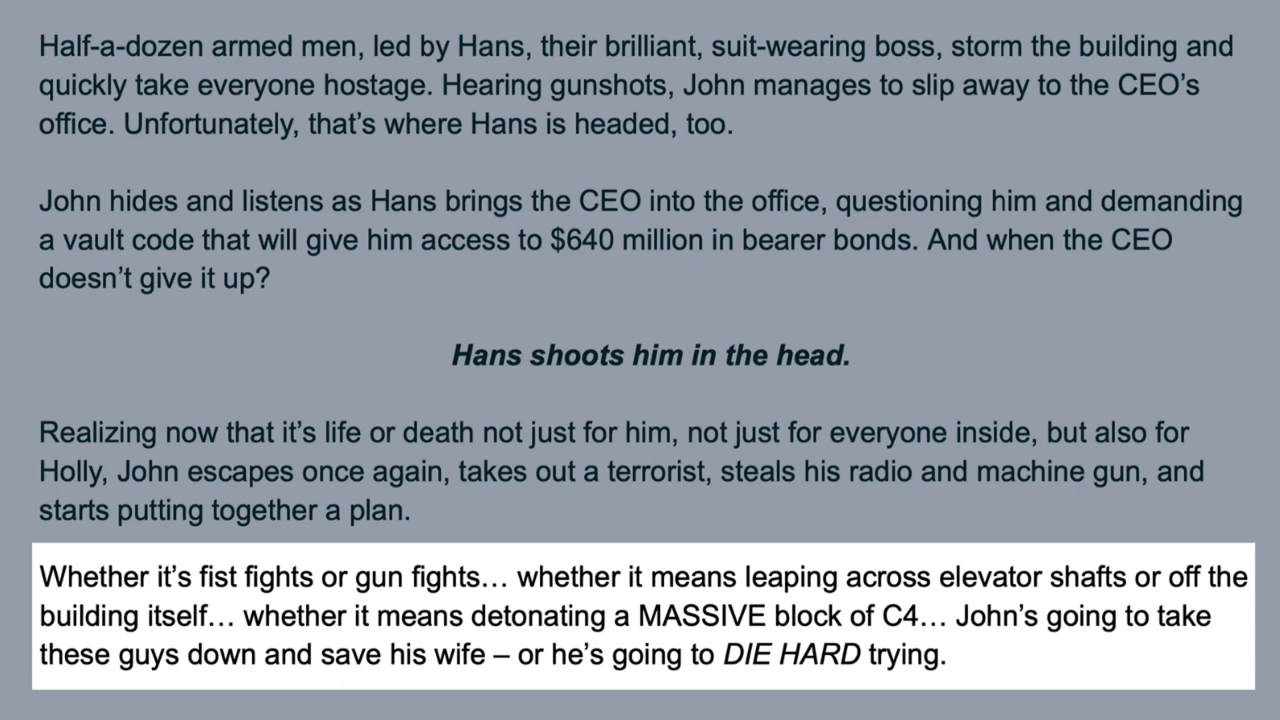 Half-a-dozen armed men, led by Hans, their brilliant, suit-wearing boss, storm the building and
quickly take everyone hostage. Hearing gunshots, John manages to slip away to the CEO’s
office. Unfortunately, that’s where Hans is headed, too.
John hides and listens as Hans brings the CEO into the office, questioning him and demanding
a vault code that will give him access to $640 million in bearer bonds. And when the CEO
doesn’t give it up?
Hans shoots him in the head.
Realizing now that it’s life or death not just for him, not just for everyone inside, but also for
Holly, John escapes once again, takes out a terrorist, steals his radio and machine gun, and
starts putting together a plan.
Whether it’s fist fights or gun fights… whether it means leaping across elevator shafts or off the
building itself… whether it means detonating a MASSIVE block of C4… John’s going to take
these guys down and save his wife – or he’s going to DIE HARD trying.